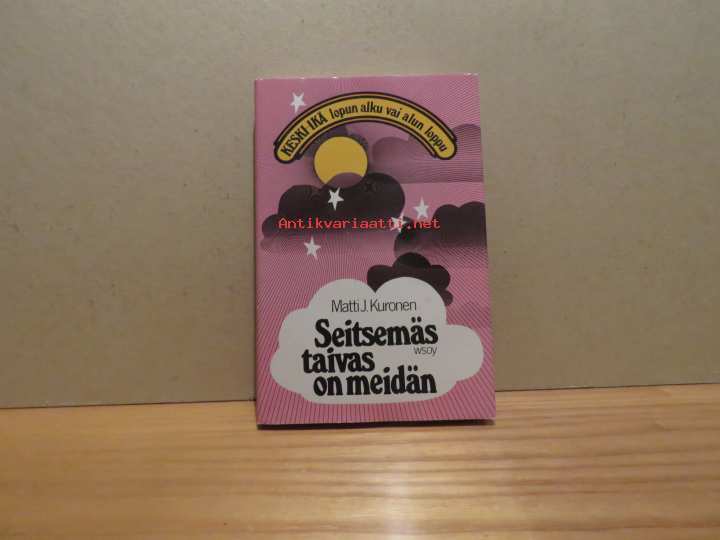 KESKI IKÄ lopun alku vai alun loppu
Antikvariaatti.net
Matti J. Kuronen
Seitsemäs
wsoy
taivas
on meidän